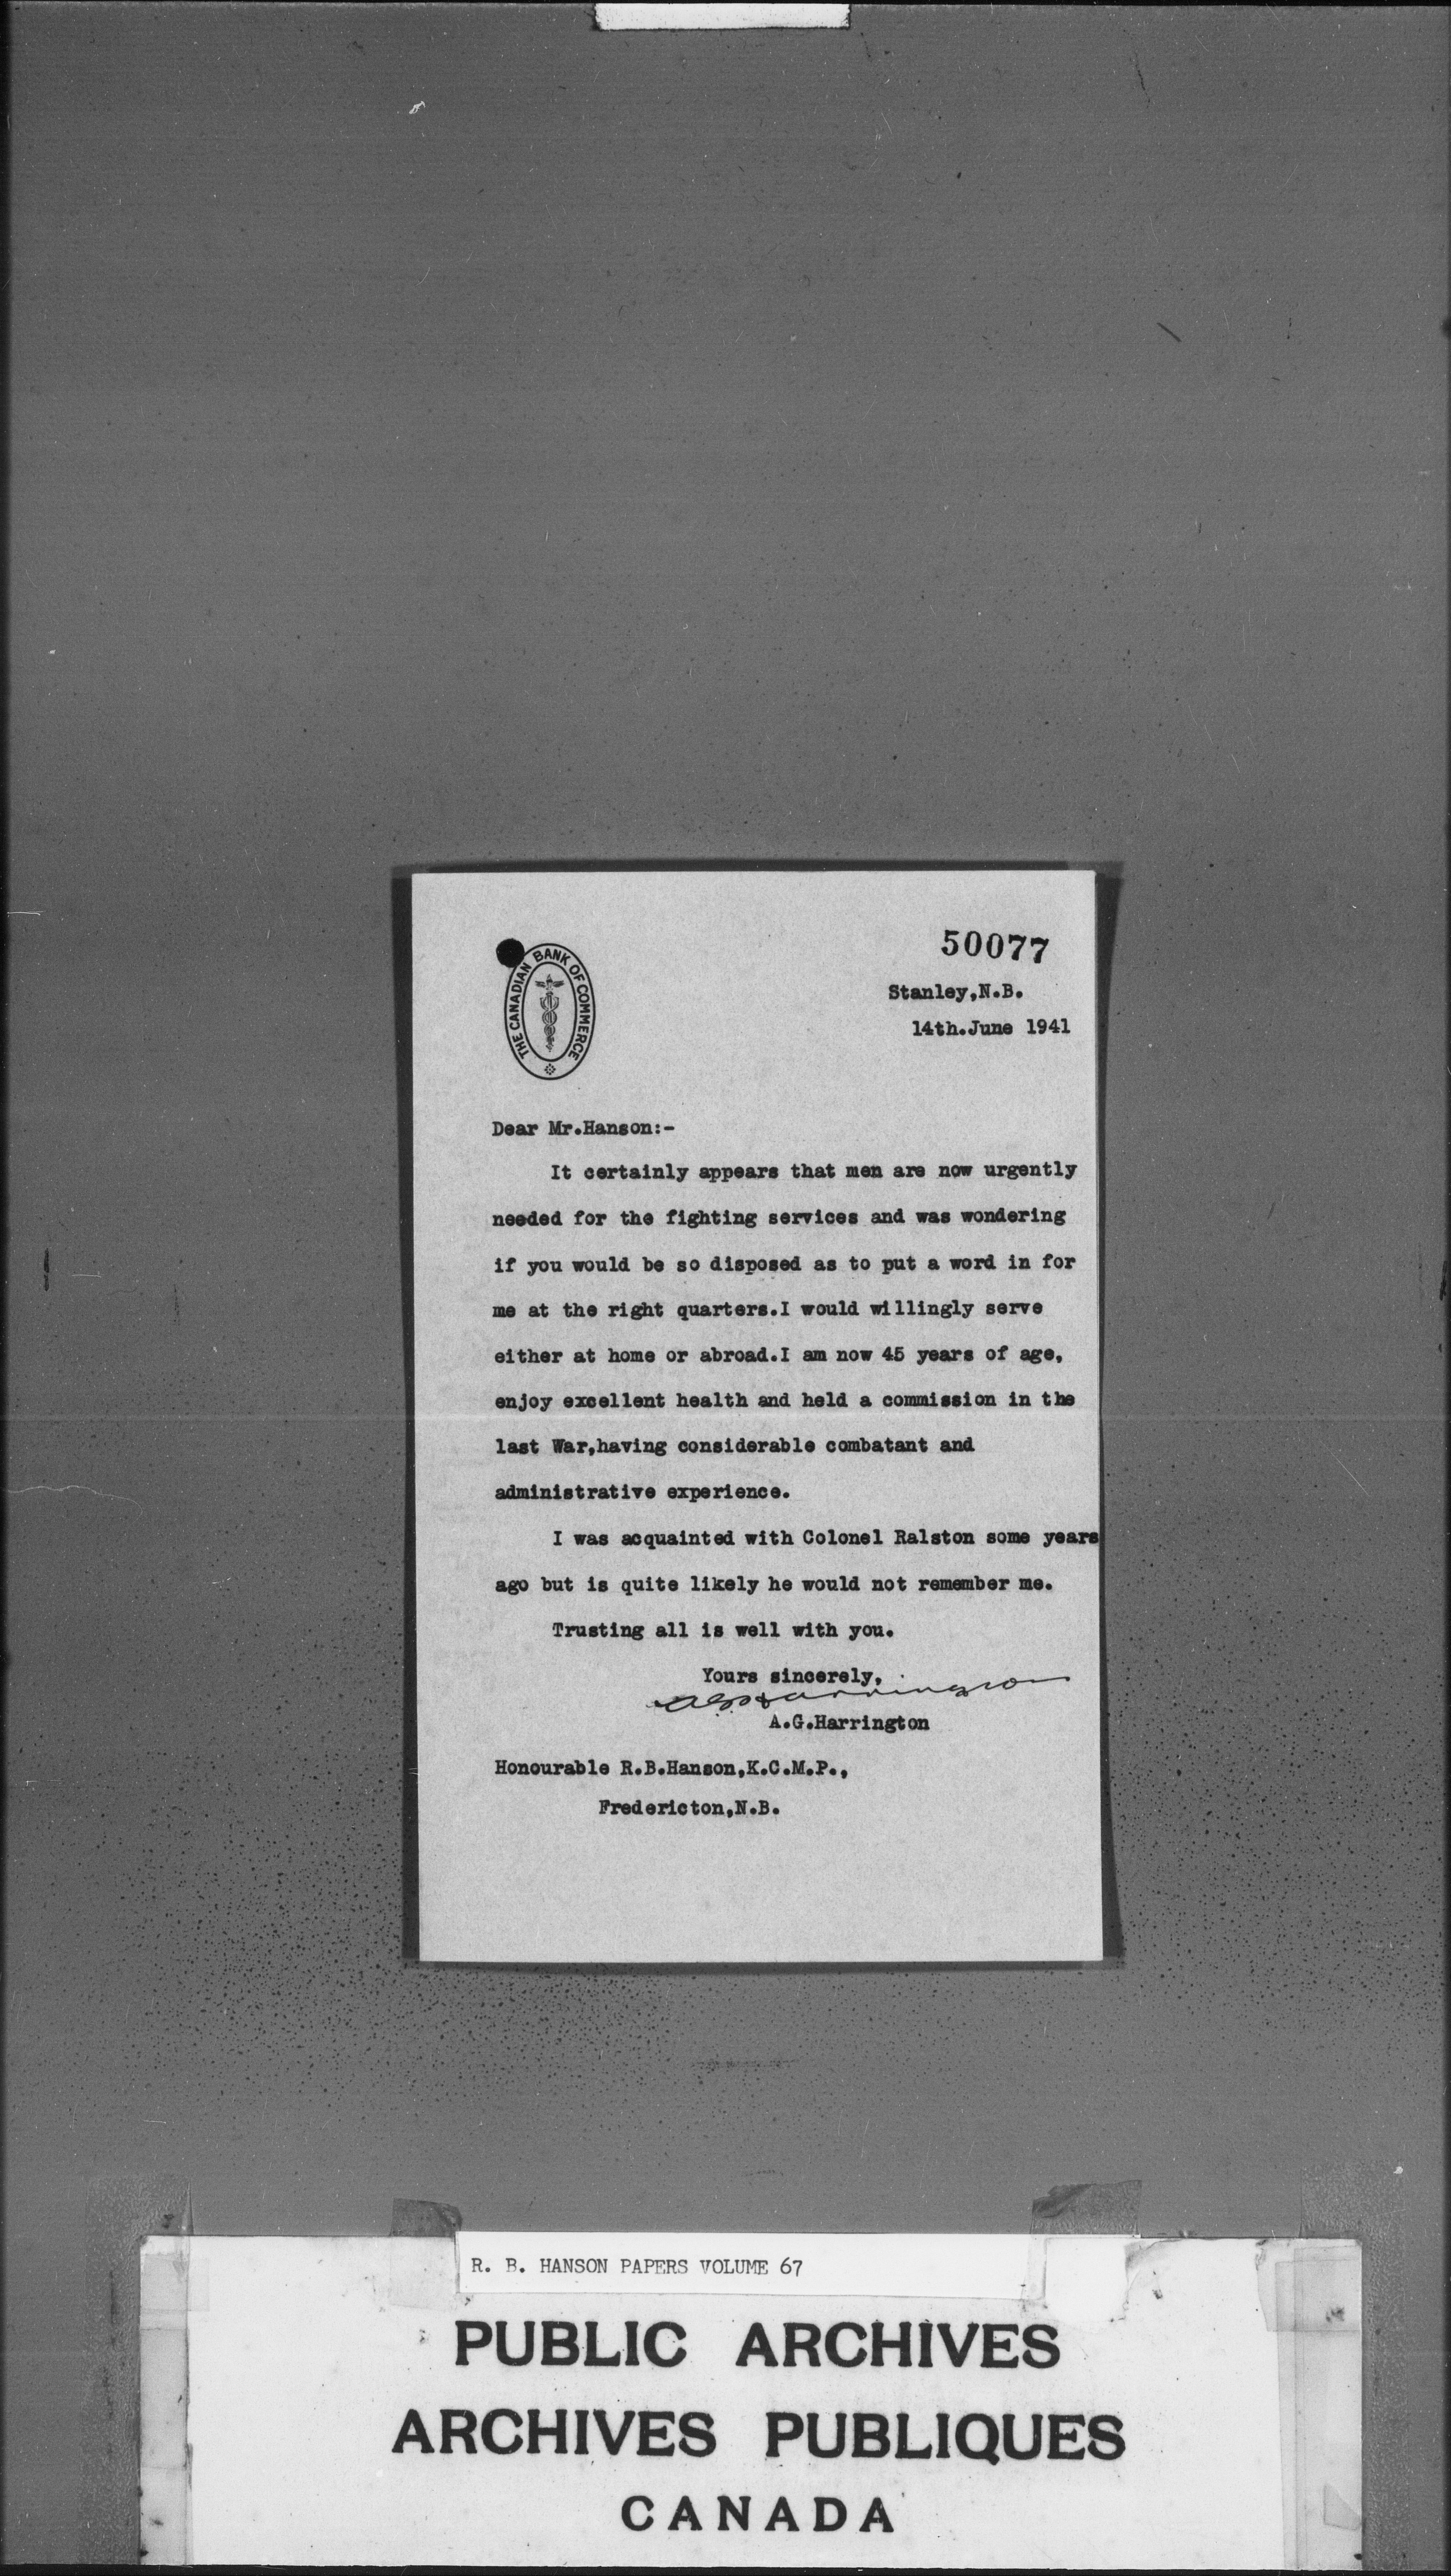 50077
THE CANADIAN BANK OF COMMERCE
Stanley,N.B.
14th.June 1941
Dear Mr.Hanson:-
It certainly appears that men are now urgently
needed for the fighting services and was wondering
if you would be so disposed as to put a word in for
me at the right quarters.I would willingly serve
either at home or abroad.I am now 45 years of age,
enjoy excellent health and held a commission in the
last War,having considerable combatant and
administrative experience.
I was acquainted with Colonel Ralston some years
ago but is quite likely he would not remember me.
Trusting all is well with you.
Yours sincerely,
AGHarrington
A.G.Harrington
Honourable R.B.Hanson,K.C.M.P.,
Fredericton,N.B.
R. B. HANSON PAPERS VOLUME 67
PUBLIC ARCHIVES
ARCHIVES PUBLIQUES
CANADA